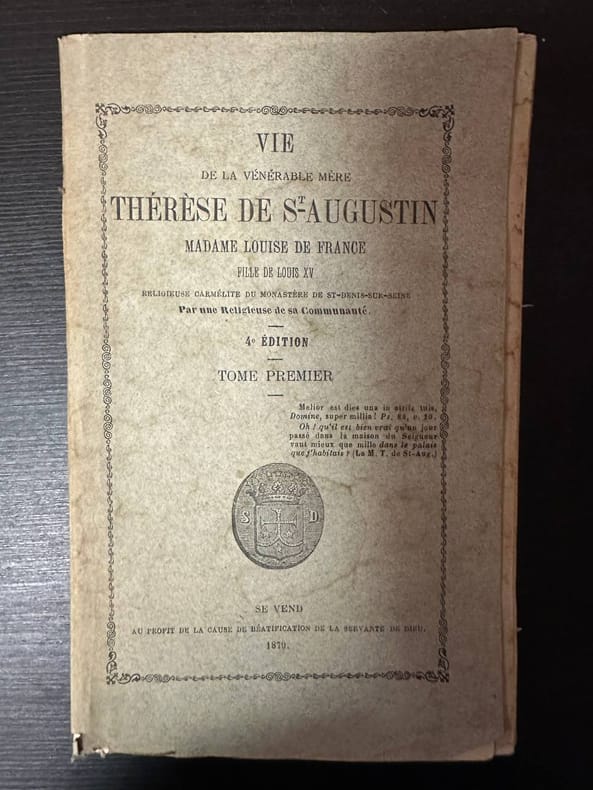 VIE
DE LA VÉNÉRABLE MÈRE
THÉRÈSE DE ST-AUGUSTIN
MADAME LOUISE DE FRANCE
FILLE DE LOUIS XV
RELIGIEUSE CARMÉLITE DU MONASTÈRE DE ST-DENIS-SUR-SEINE
Par une Religieuse de sa Communauté.
4e ÉDITION
TOME PREMIER
Melior est dies una in atriis tuis,
Domine, super millia! Ps. 83, v. 10.
Oh! qu'il est bien vrai qu'un jour
passé dans la maison du Seigneur
vaut mieux que mille dans le palais
que j'habitais! (La M. T. de St-Aug.)
S D
SE VEND
AU PROFIT DE LA CAUSE DE BÉATIFICATION DE LA SERVANTE DE DIEU.
1879.